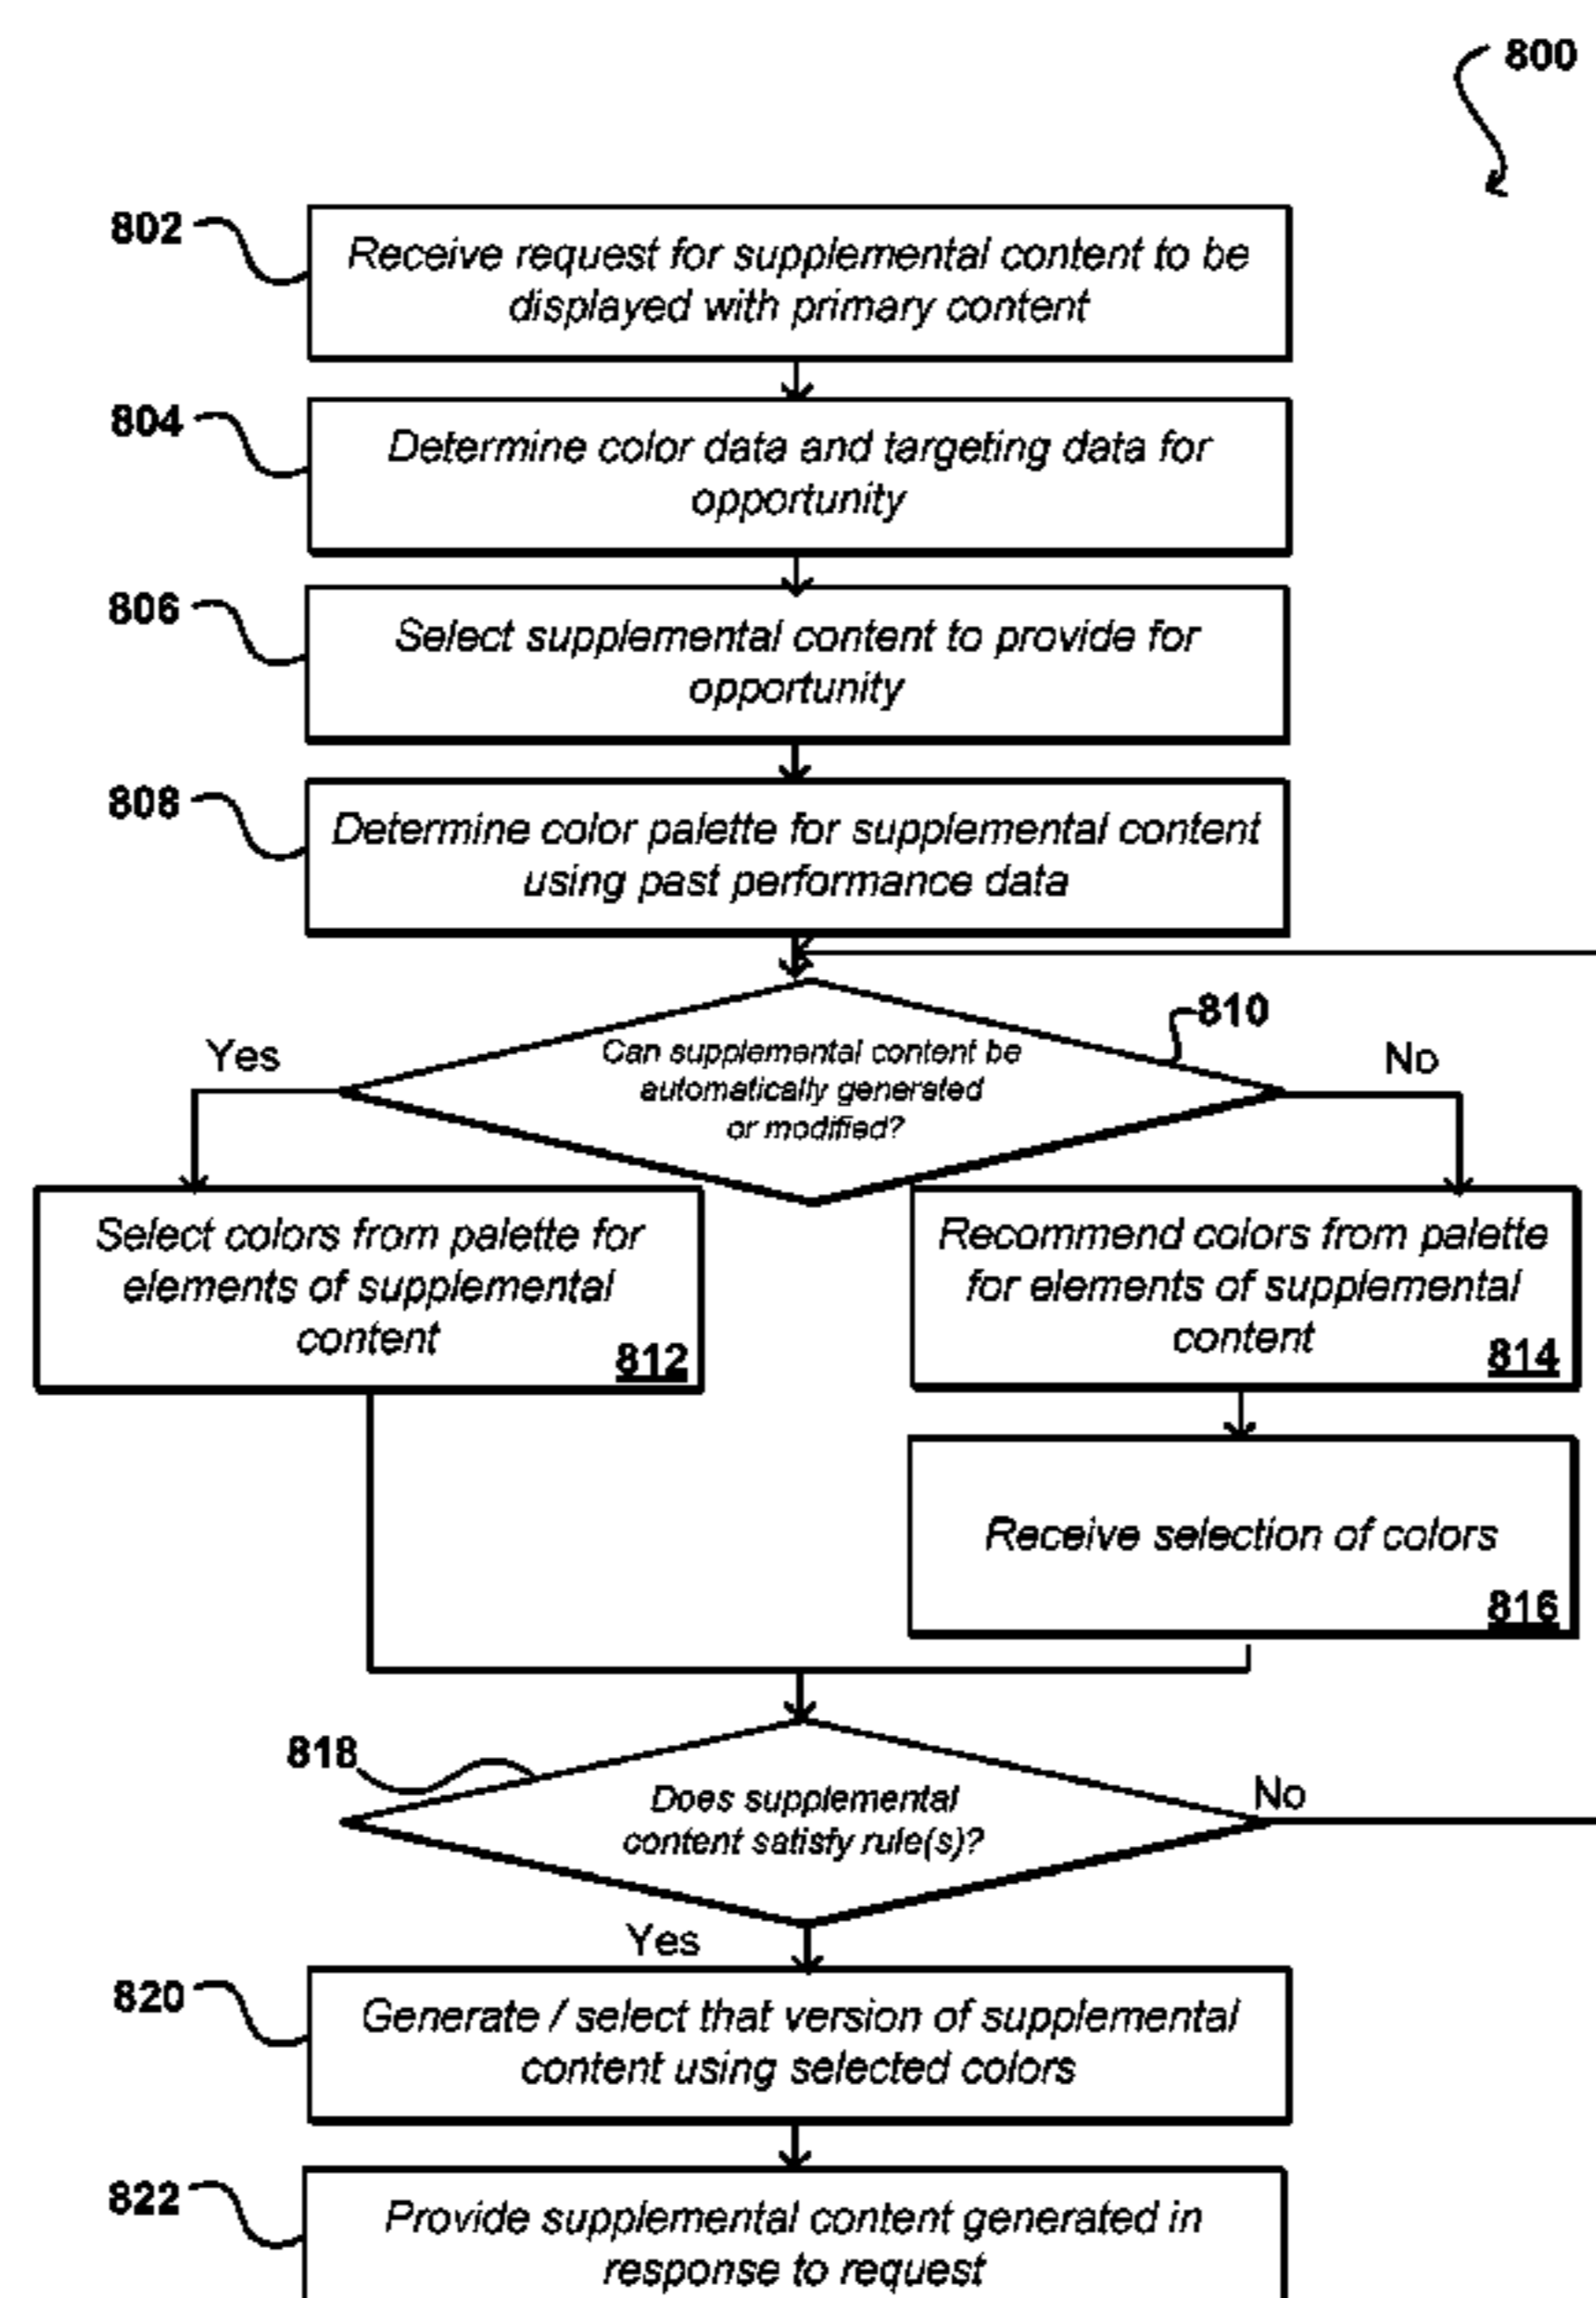 800
802
Receive request for supplemental content to be
displayed with primary content
804
Determine color data and targeting data for
opportunity
806
Select supplemental content to provide for
opportunity
808
Determine color palette for supplemental content
using past performance data
810
Yes
Can supplemental content be
automatically generated
or modified?
No
Select colors from palette for
elements of supplemental
content
812
Recommend colors from palette
for elements of supplemental
content
814
Receive selection of colors
816
818
Does supplemental
content satisfy rule(s)?
No
Yes
820
Generate / select that version of supplemental
content using selected colors
822
Provide supplemental content generated in
response to request